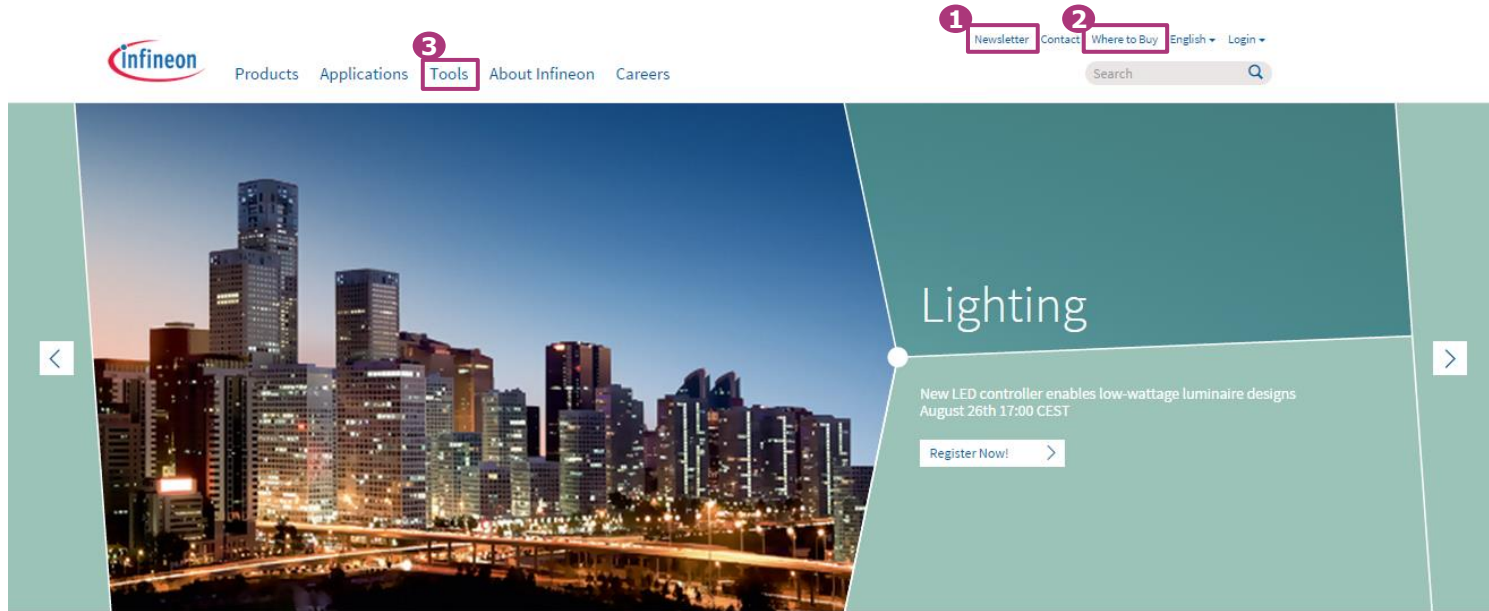 1 2
Newsletter Contact Where to Buy English Login
3
infineon
Products Applications Tools About Infineon Careers
Search
Lighting
New LED controller enables low-wattage luminaire designs
August 26th 17:00 CEST
Register Now!